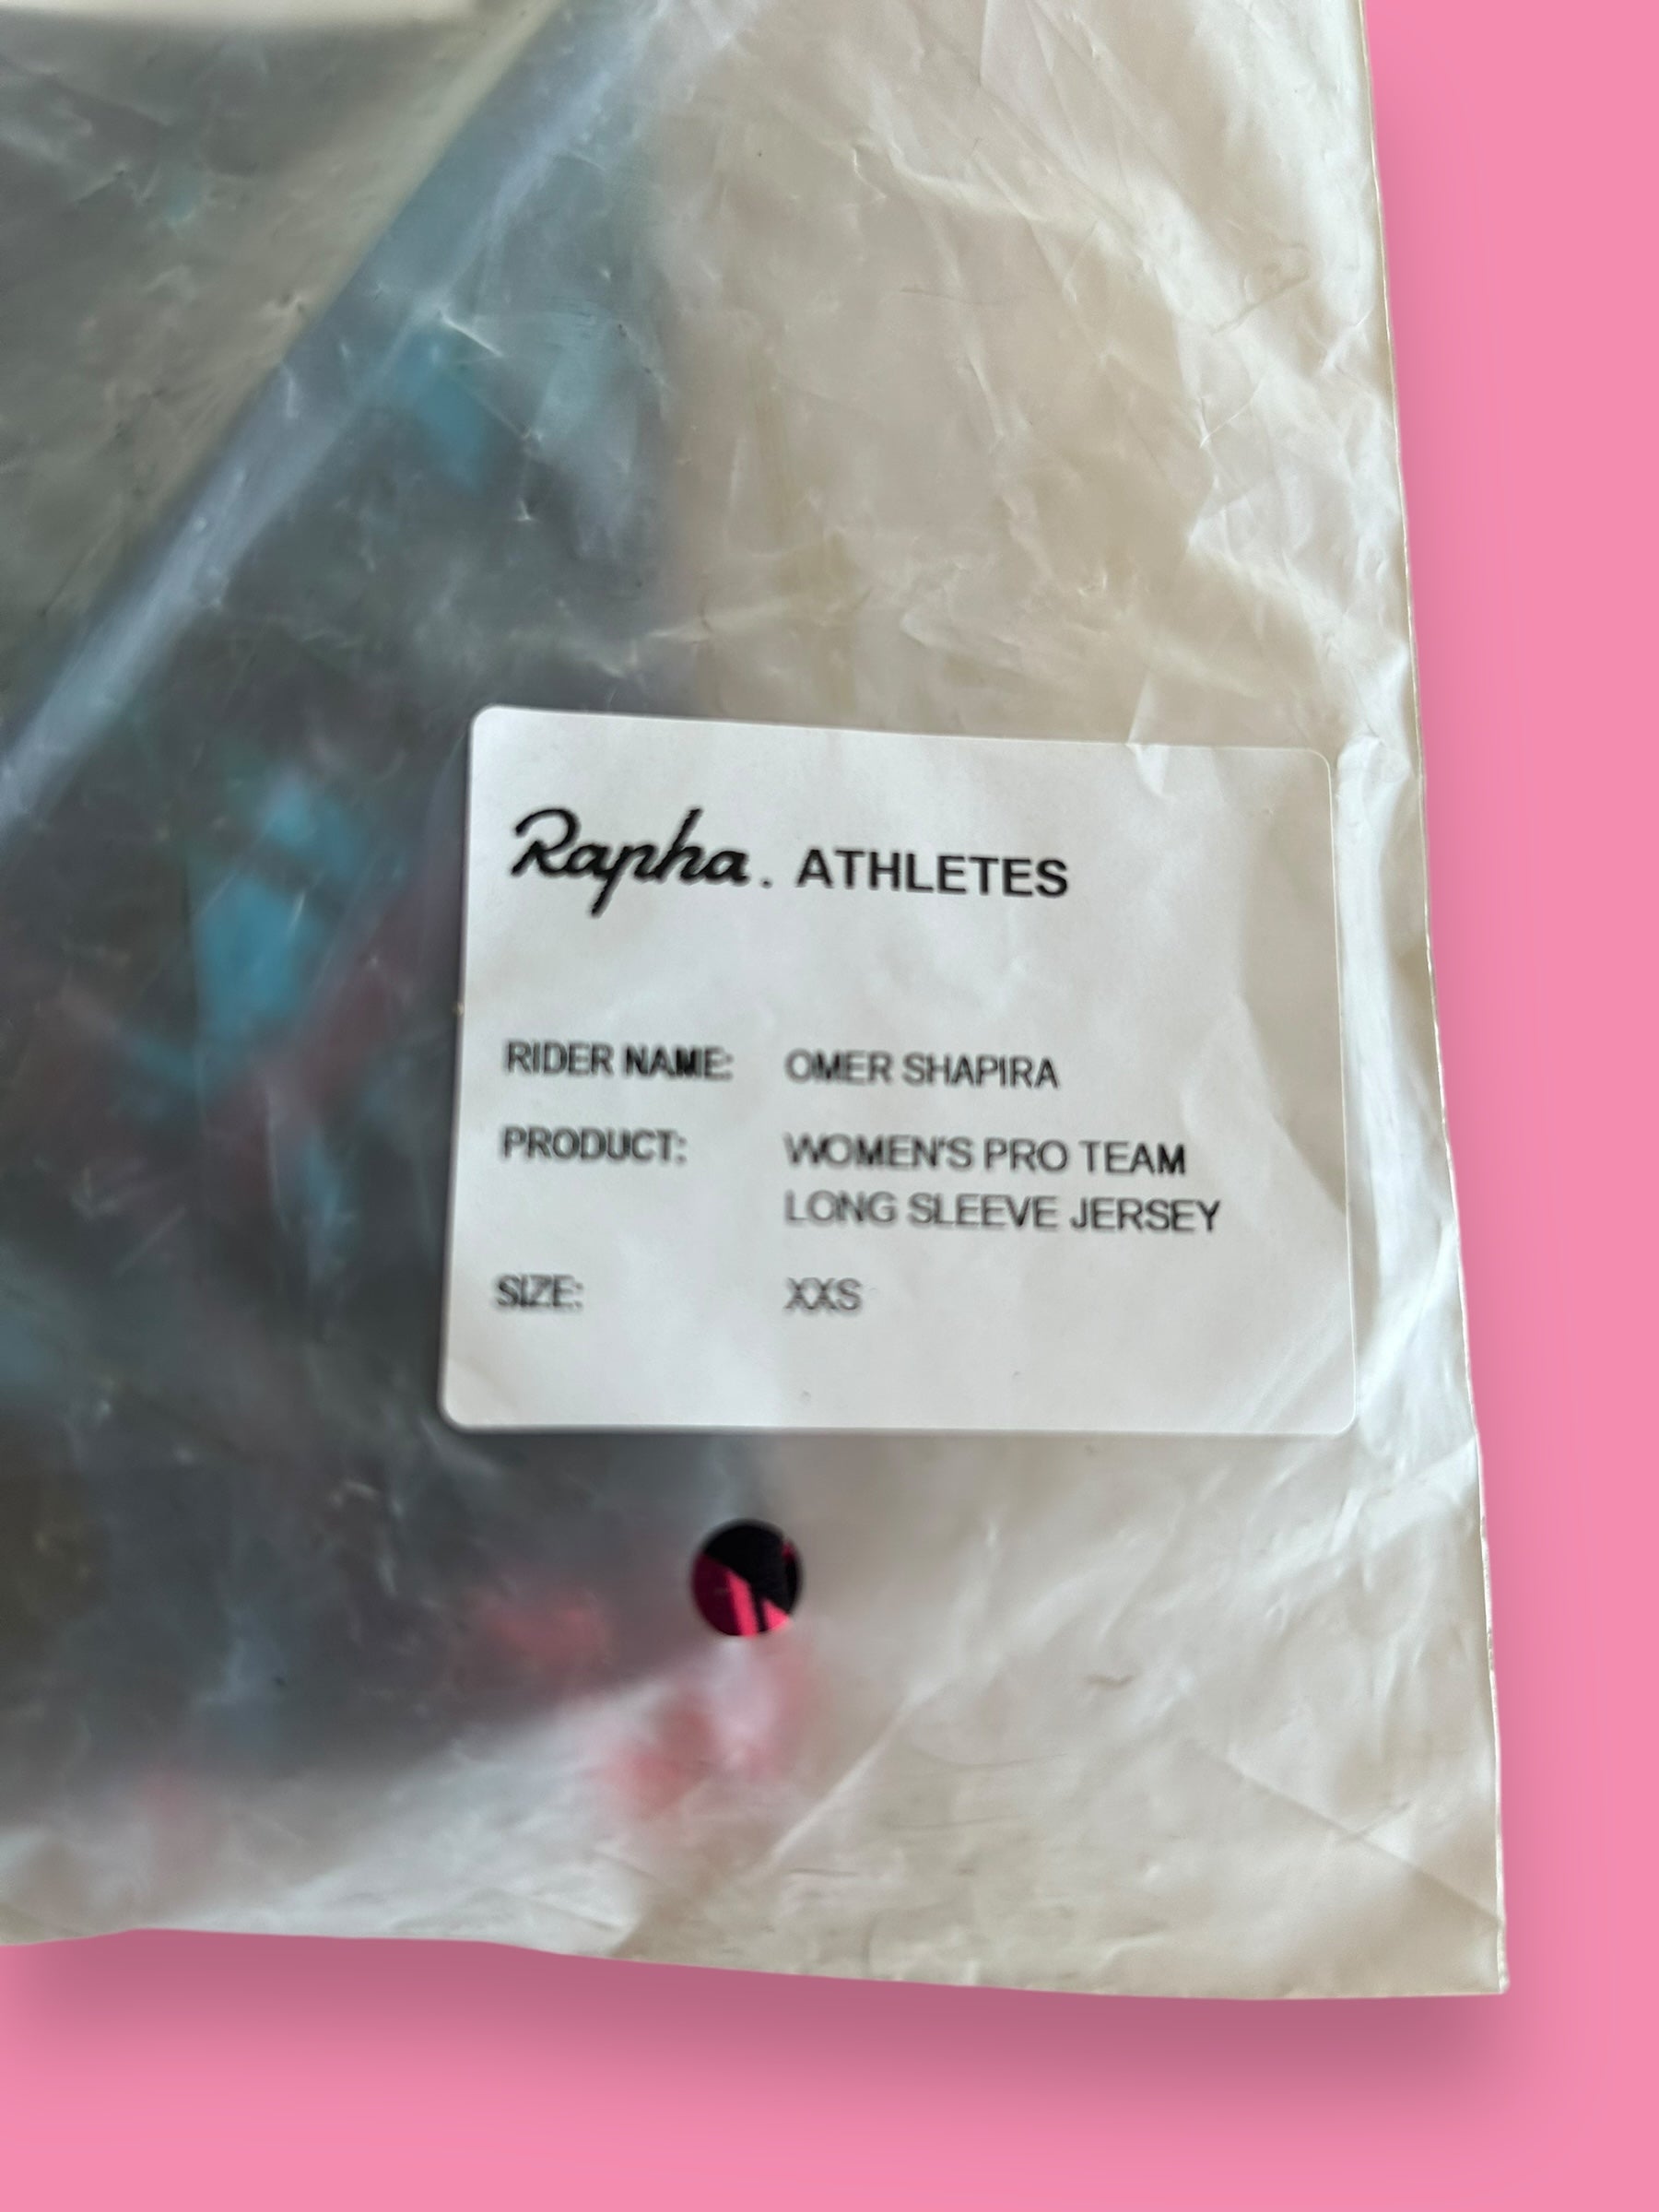 Rapha. ATHLETES
RIDER NAME: OMER SHAPIRA
PRODUCT: WOMEN'S PRO TEAM
LONG SLEEVE JERSEY
SIZE: XXS